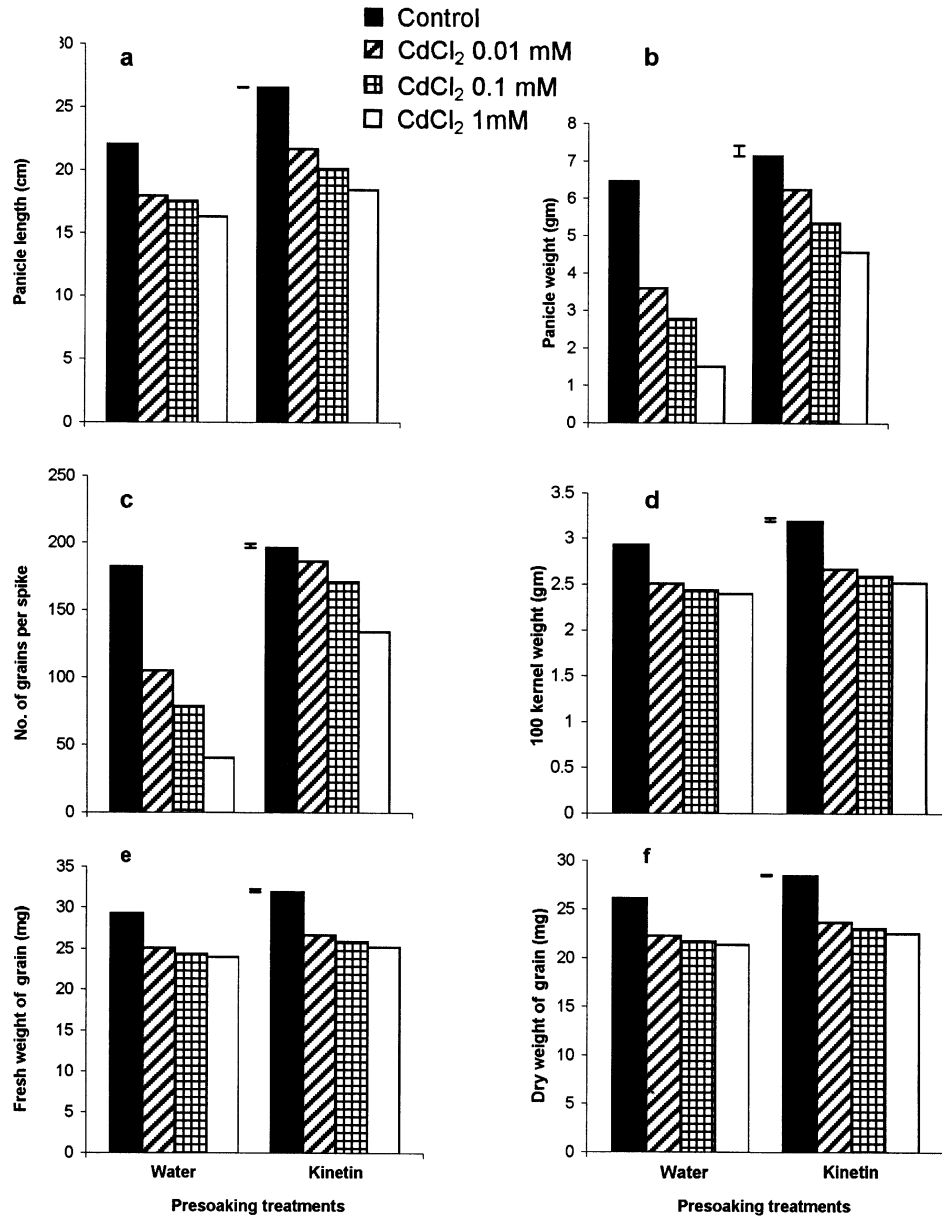 Control
CdCl2 0.01 mM
CdCl2 0.1 mM
CdCl2 1mM
a
30
25
20
15
10
5
0
Panicle length (cm)
b
8
7
6
5
4
3
2
1
0
Panicle weight (gm)
c
250
200
150
100
50
0
No. of grains per spike
d
3.5
3
2.5
2
1.5
1
0.5
0
100 kernel weight (gm)
e
35
30
25
20
15
10
5
0
Fresh weight of grain (mg)
Water Kinetin
Presoaking treatments
f
30
25
20
15
10
5
0
Dry weight of grain (mg)
Water Kinetin
Presoaking treatments